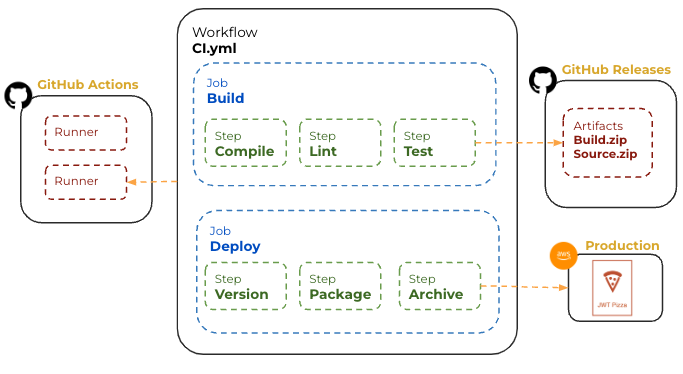 Workflow
CI.yml
GitHub Actions
Runner
Runner
Job
Build
Step
Compile
Step
Lint
Step
Test
Job
Deploy
Step
Version
Step
Package
Step
Archive
GitHub Releases
Artifacts
Build.zip
Source.zip
Production
aws
JWT Pizza